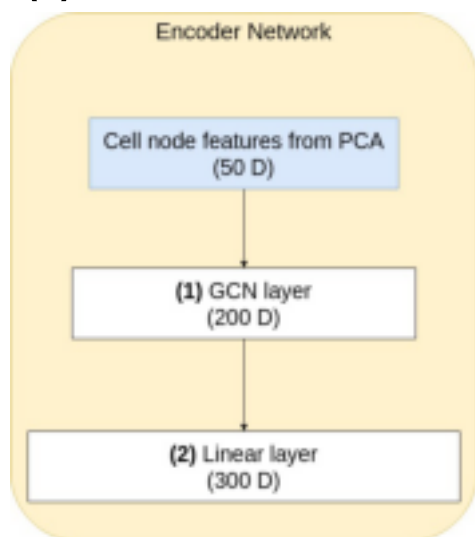 Encoder Network
Cell node features from PCA
(50 D)
(1) GCN layer
(200 D)
(2) Linear layer
(300 D)